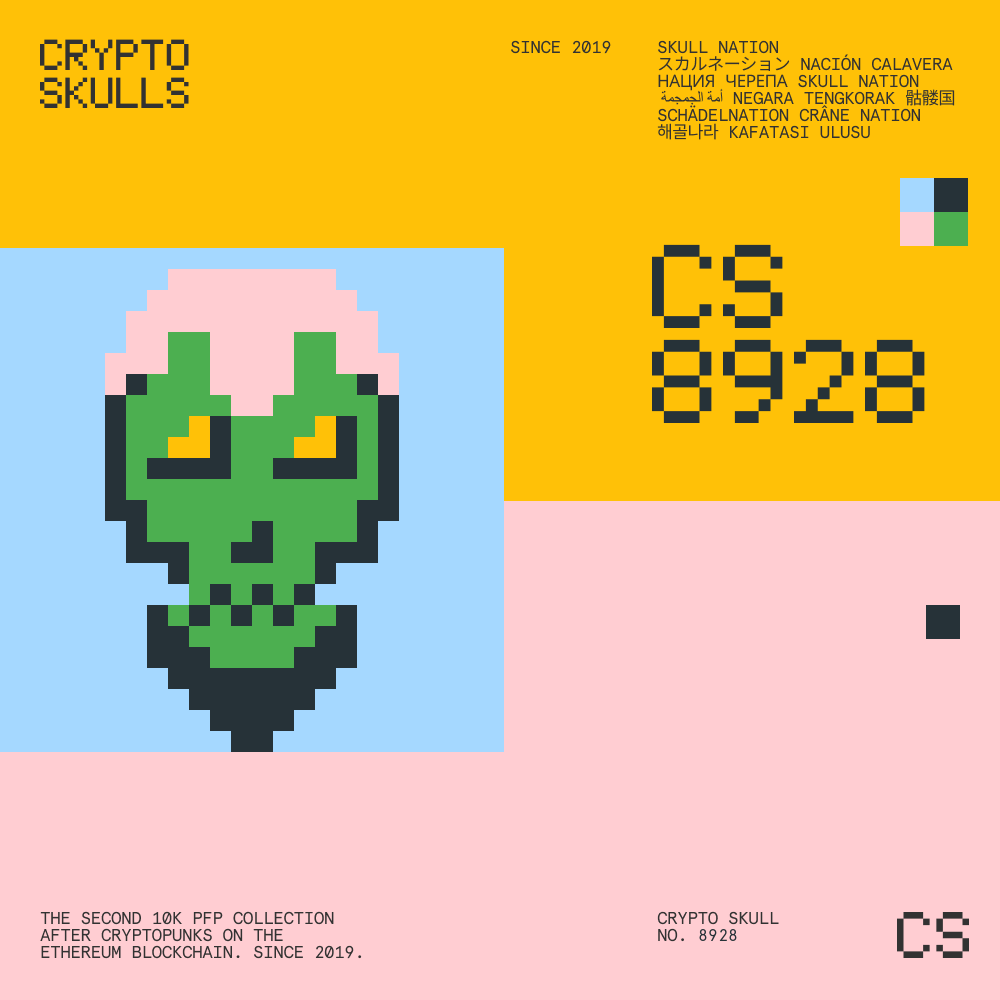 CRYPTO
SKULLS
SINCE 2019
SKULL NATION
スカルネーション NACIÓN CALAVERA
НАЦИЯ ЧЕРЕПА SKULL NATION
أمة الجمجمة NEGARA TENGKORAK 骷髅国
SCHÄDELNATION CRÂNE NATION
해골나라 KAFATASI ULUSU
CS
8928
THE SECOND 10K PFP COLLECTION
AFTER CRYPTOPUNKS ON THE
ETHEREUM BLOCKCHAIN. SINCE 2019.
CRYPTO SKULL
NO. 8928
CS